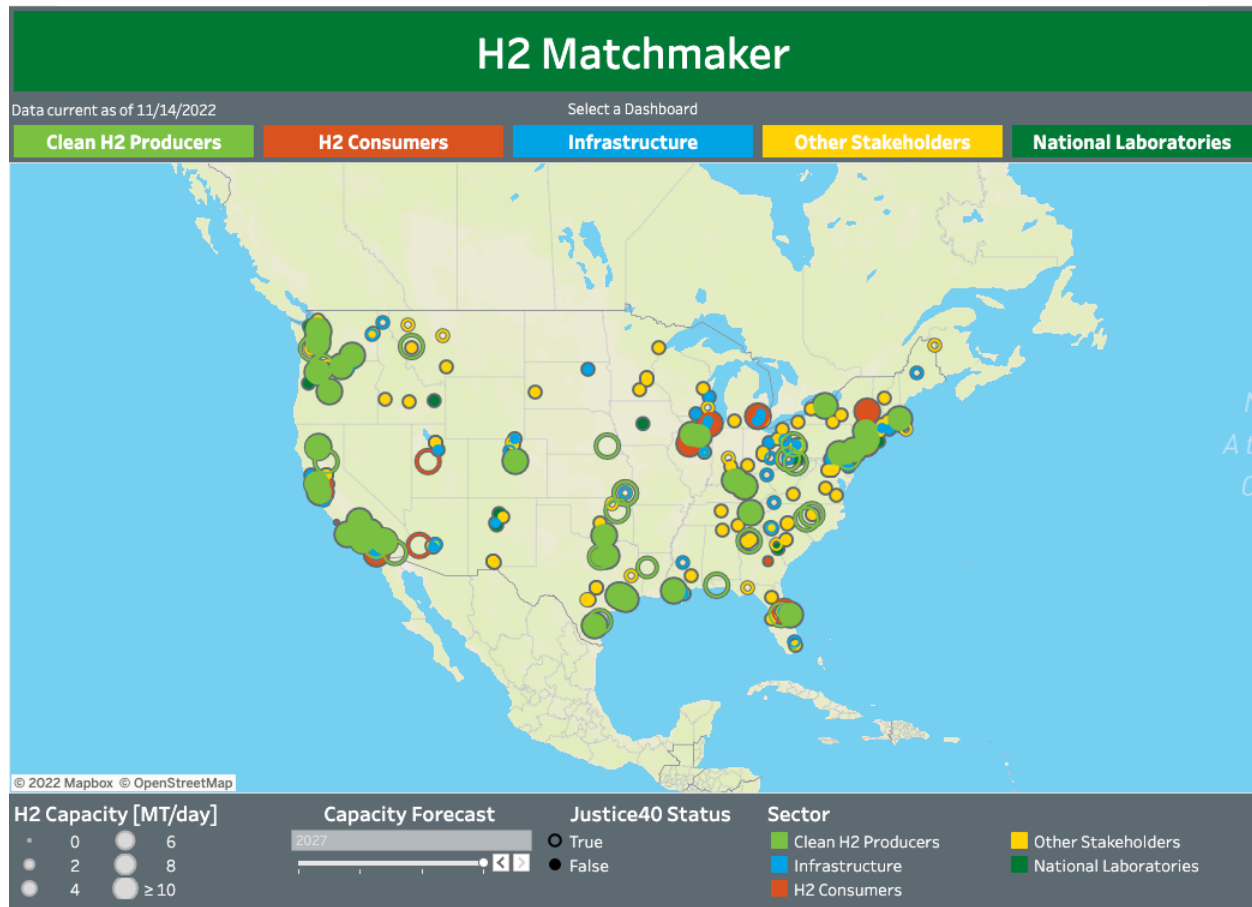 H2 Matchmaker
Data current as of 11/14/2022
Select a Dashboard
Clean H2 Producers
H2 Consumers
Infrastructure
Other Stakeholders
National Laboratories
© 2022 Mapbox © OpenStreetMap
H2 Capacity [MT/day]
0
6
2
8
4
≥ 10
Capacity Forecast
2027
Justice40 Status
True
False
Sector
Clean H2 Producers
Infrastructure
H2 Consumers
Other Stakeholders
National Laboratories